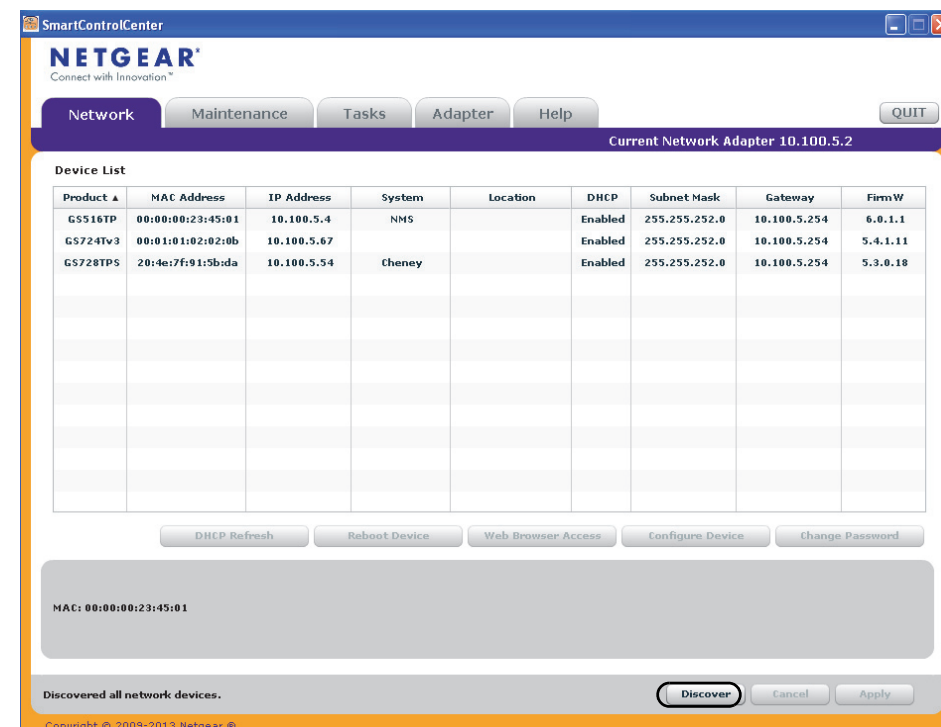 SmartControlCenter
NETGEAR®
Connect with Innovation™
Network Maintenance Tasks Adapter Help QUIT
Current Network Adapter 10.100.5.2
Device List
Product ▲ MAC Address IP Address System Location DHCP Subnet Mask Gateway FirmW
GS516TP 00:00:00:23:45:01 10.100.5.4 NMS Enabled 255.255.252.0 10.100.5.254 6.0.1.1
GS724Tv3 00:01:01:02:02:0b 10.100.5.67 Enabled 255.255.252.0 10.100.5.254 5.4.1.11
GS728TPS 20:4e:7f:91:5b:da 10.100.5.54 Cheney Enabled 255.255.252.0 10.100.5.254 5.3.0.18
DHCP Refresh Reboot Device Web Browser Access Configure Device Change Password
MAC: 00:00:00:23:45:01
Discovered all network devices. Discover Cancel Apply
Copyright © 2009-2013 Netgear ®